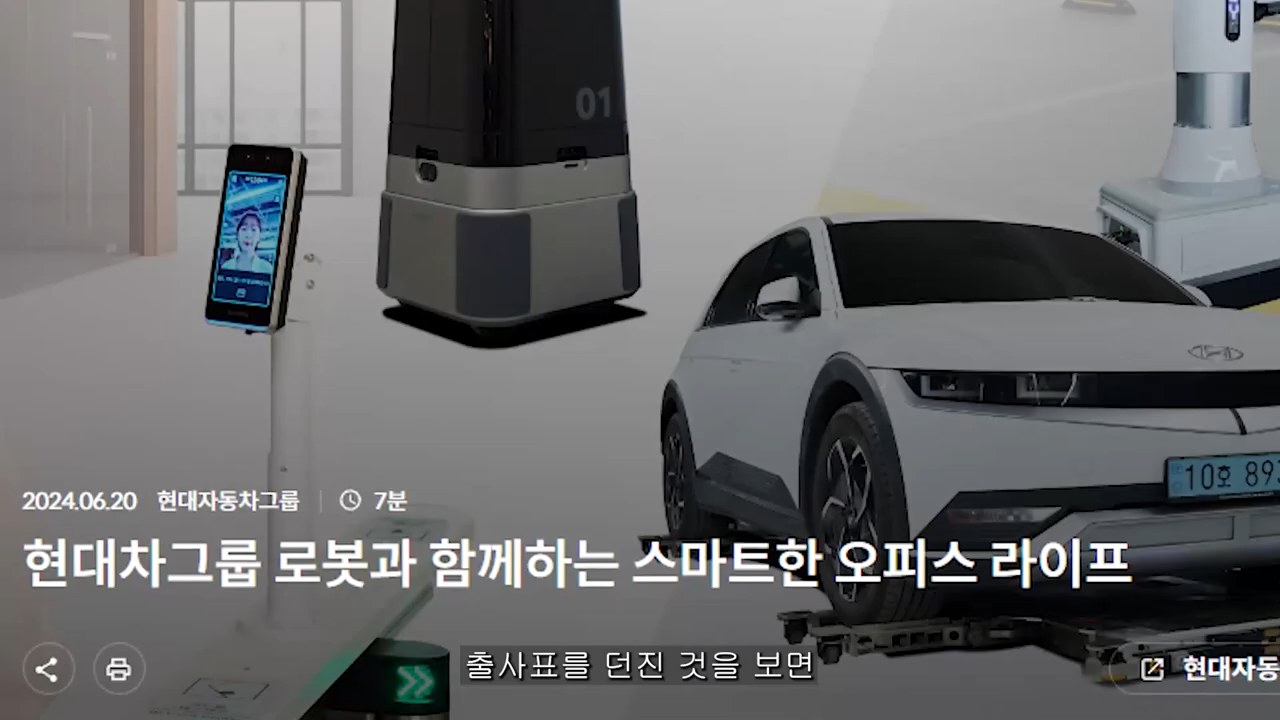 01
10호 89
2024.06.20 현대자동차그룹 7분
현대차그룹 로봇과 함께하는 스마트한 오피스 라이프
출사표를 던진 것을 보면
현대자동